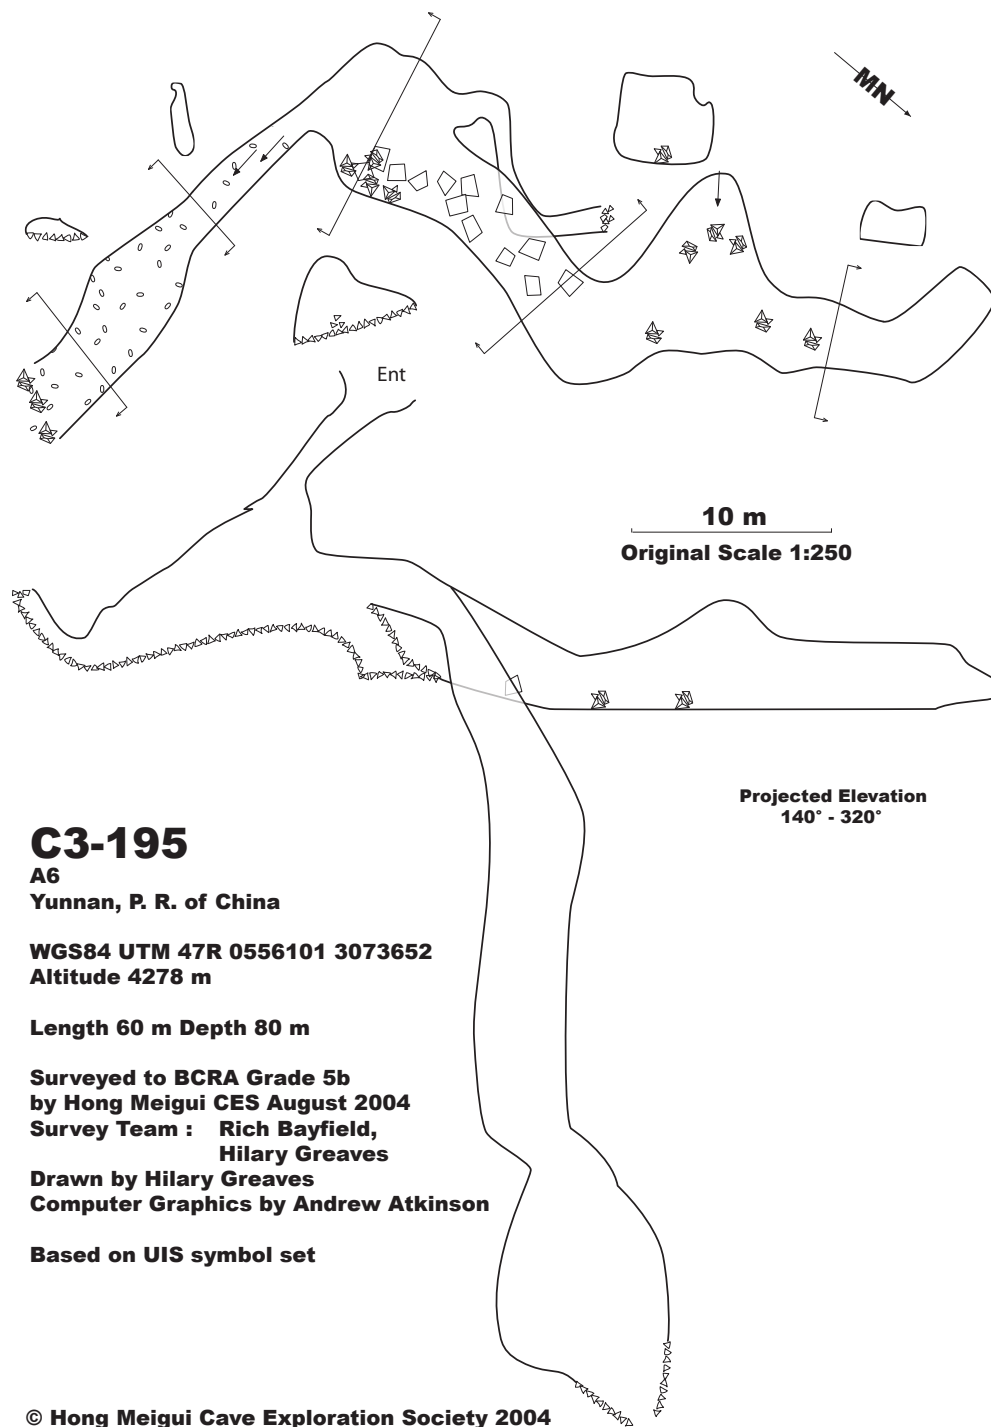 MN
Ent
10 m
Original Scale 1:250
Projected Elevation
140° - 320°
C3-195
A6
Yunnan, P. R. of China
WGS84 UTM 47R 0556101 3073652
Altitude 4278 m
Length 60 m Depth 80 m
Surveyed to BCRA Grade 5b
by Hong Meigui CES August 2004
Survey Team : Rich Bayfield,
Hilary Greaves
Drawn by Hilary Greaves
Computer Graphics by Andrew Atkinson
Based on UIS symbol set
© Hong Meigui Cave Exploration Society 2004